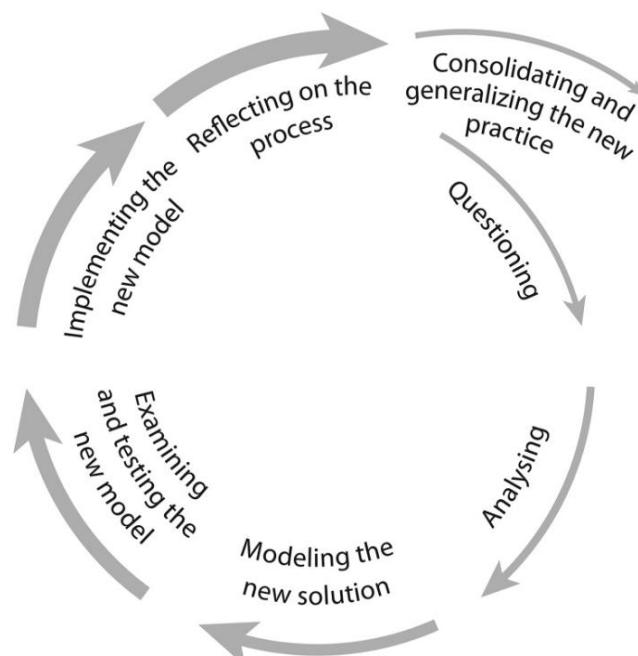 Consolidating and
generalizing the new
practice
Questioning
Analysing
Modeling the
new solution
Examining
and testing the
new model
Implementing the
new model
Reflecting on the
process